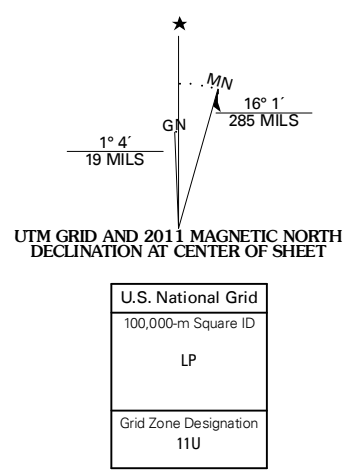 ★
MN
GN
16° 1´
285 MILS
1° 4´
19 MILS
UTM GRID AND 2011 MAGNETIC NORTH
DECLINATION AT CENTER OF SHEET
U.S. National Grid
100,000-m Square ID
LP
Grid Zone Designation
11U